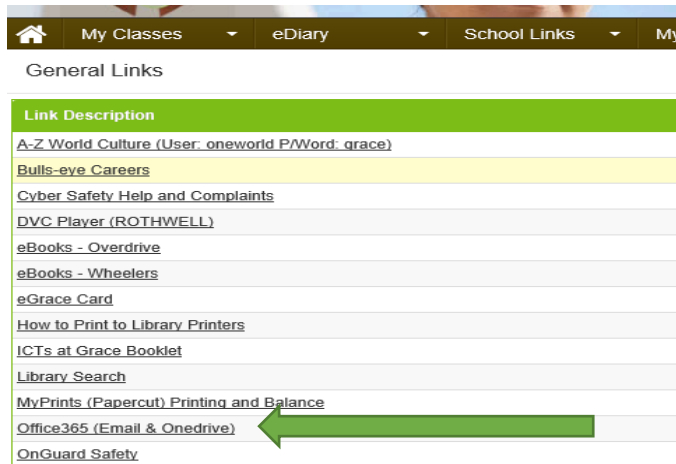 My Classes eDiary School Links My
General Links
Link Description
A-Z World Culture (User: oneworld P/Word: grace)
Bulls-eye Careers
Cyber Safety Help and Complaints
DVC Player (ROTHWELL)
eBooks - Overdrive
eBooks - Wheelers
eGrace Card
How to Print to Library Printers
ICTs at Grace Booklet
Library Search
MyPrints (Papercut) Printing and Balance
Office365 (Email & Onedrive)
OnGuard Safety